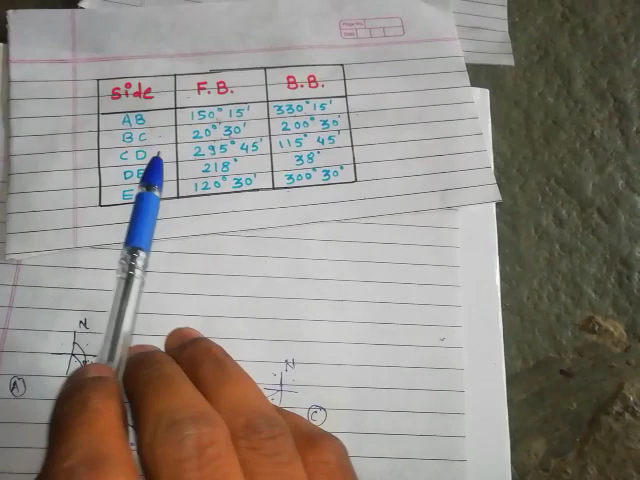 Page No.
Date
side F.B. B.B.
AB 150° 15' 330° 15'
BC 20° 30' 200° 30'
CD 295° 45' 115° 45'
DE 218° 38°
E 120° 30' 300° 30'
N
A
N
C